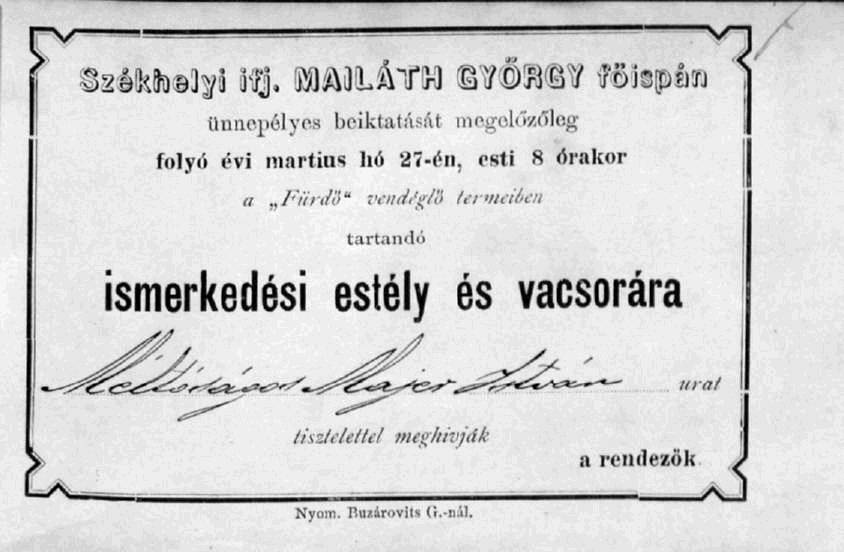 Székhelyi ifj. MAILÁTH GYÖRGY főispán
ünnepélyes beiktatását megelőzőleg
folyó évi martius hó 27-én, esti 8 órakor
a „Fürdő“ vendéglő termeiben
tartandó
ismerkedési estély és vacsorára
Méltóságos Majer István urat
tisztelettel meghivják
a rendezők.
Nyom. Buzárovits G.-nál.